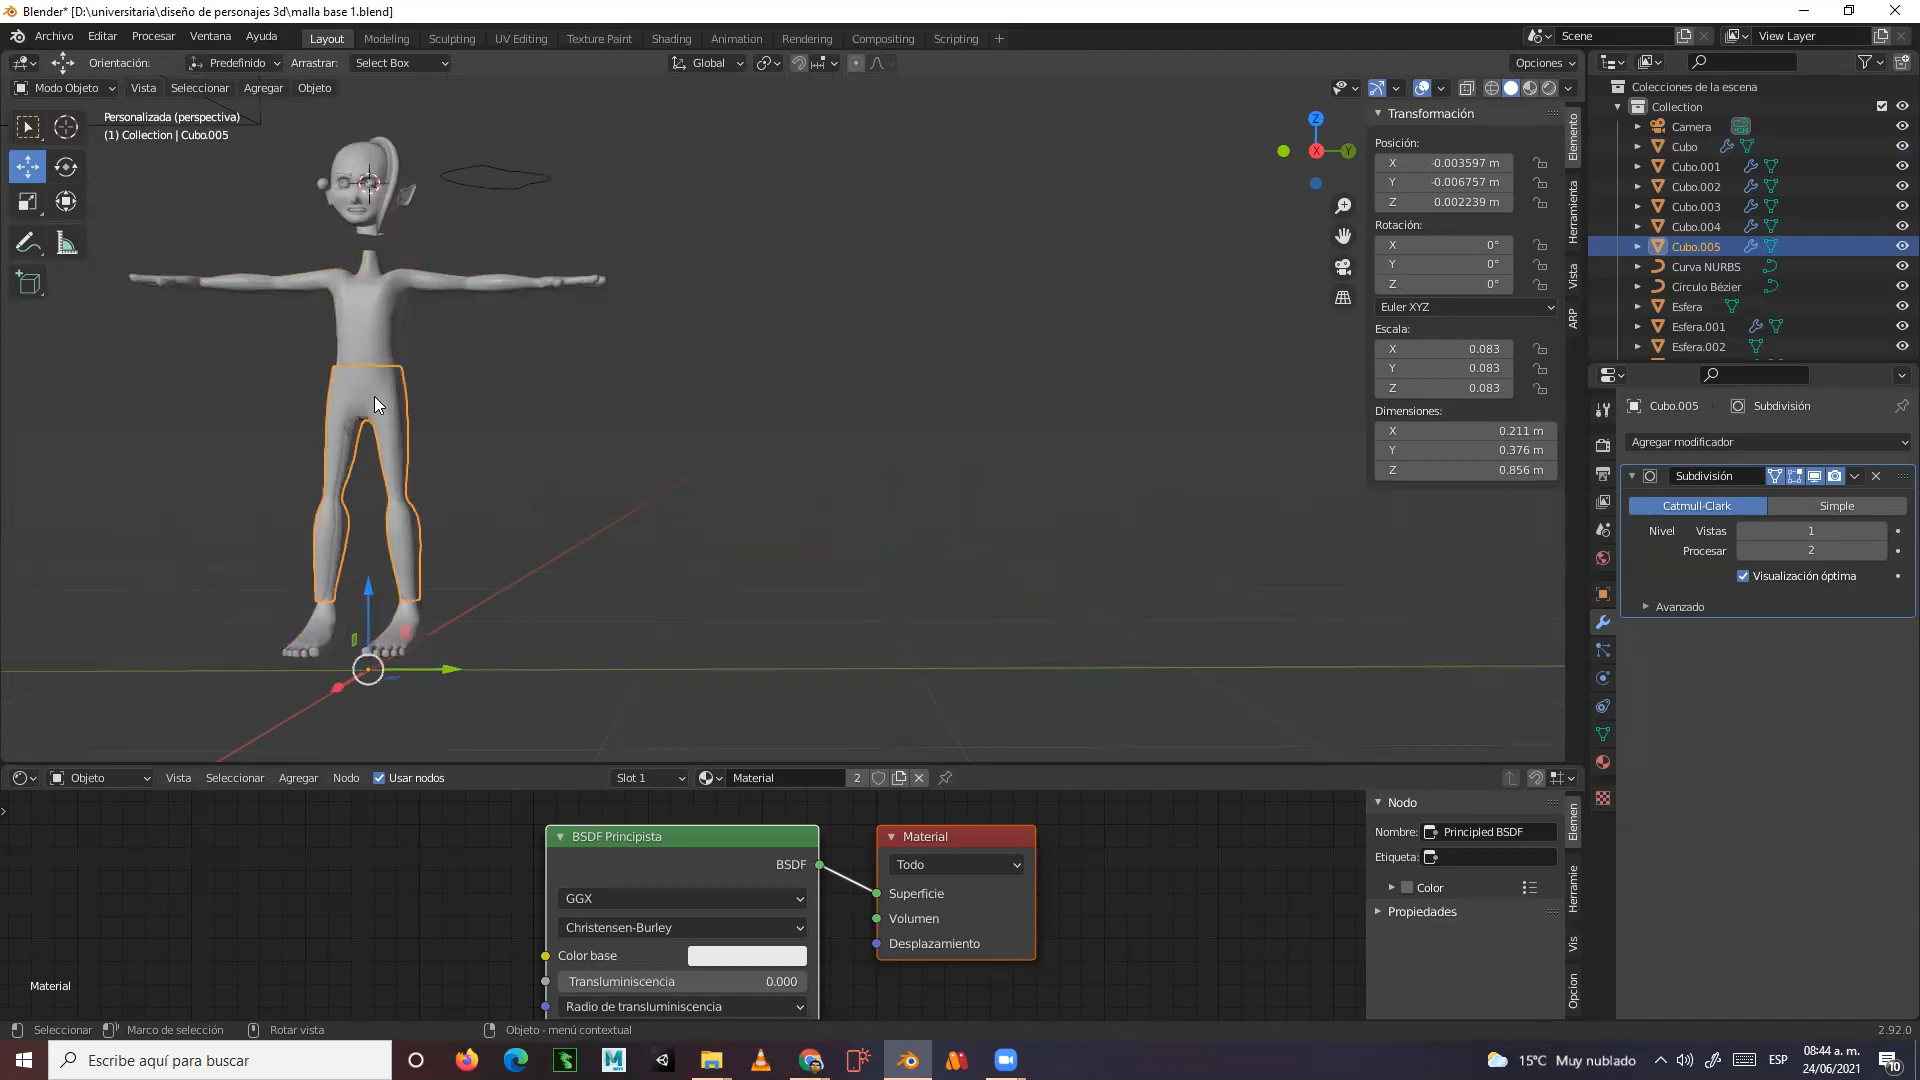 Blender* [D:\universitaria\diseño de personajes 3d\malla base 1.blend]
Archivo Editar Procesar Ventana Ayuda Layout Modeling Sculpting UV Editing Texture Paint Shading Animation Rendering Compositing Scripting + Scene View Layer
Orientación: Predefinido Arrastrar: Select Box Global Opciones
Modo Objeto Vista Seleccionar Agregar Objeto
Personalizada (perspectiva)
(1) Collection | Cubo.005
Z
X
Y
Transformación
Posición:
X -0.003597 m
Y -0.006757 m
Z 0.002239 m
Rotación:
X 0°
Y 0°
Z 0°
Euler XYZ
Escala:
X 0.083
Y 0.083
Z 0.083
Dimensiones:
X 0.211 m
Y 0.376 m
Z 0.856 m
Elemento
Herramienta
Vista
ARP
Colecciones de la escena
Collection
Camera
Cubo
Cubo.001
Cubo.002
Cubo.003
Cubo.004
Cubo.005
Curva NURBS
Círculo Bézier
Esfera
Esfera.001
Esfera.002
Cubo.005 Subdivisión
Agregar modificador
Subdivisión
Catmull-Clark Simple
Nivel Vistas 1
Procesar 2
Visualización óptima
Avanzado
Objeto Vista Seleccionar Agregar Nodo Usar nodos Slot 1 Material 2
BSDF Principista
BSDF
GGX
Christensen-Burley
Color base
Transluminiscencia 0.000
Radio de transluminiscencia
Material
Todo
Superficie
Volumen
Desplazamiento
Material
Nodo
Nombre: Principled BSDF
Etiqueta:
Color
Propiedades
Elemen
Herramie
Vis
Opcion
Seleccionar Marco de selección Rotar vista Objeto - menú contextual 2.92.0
Escribe aquí para buscar
15°C Muy nublado
ESP
08:44 a. m.
24/06/2021
10